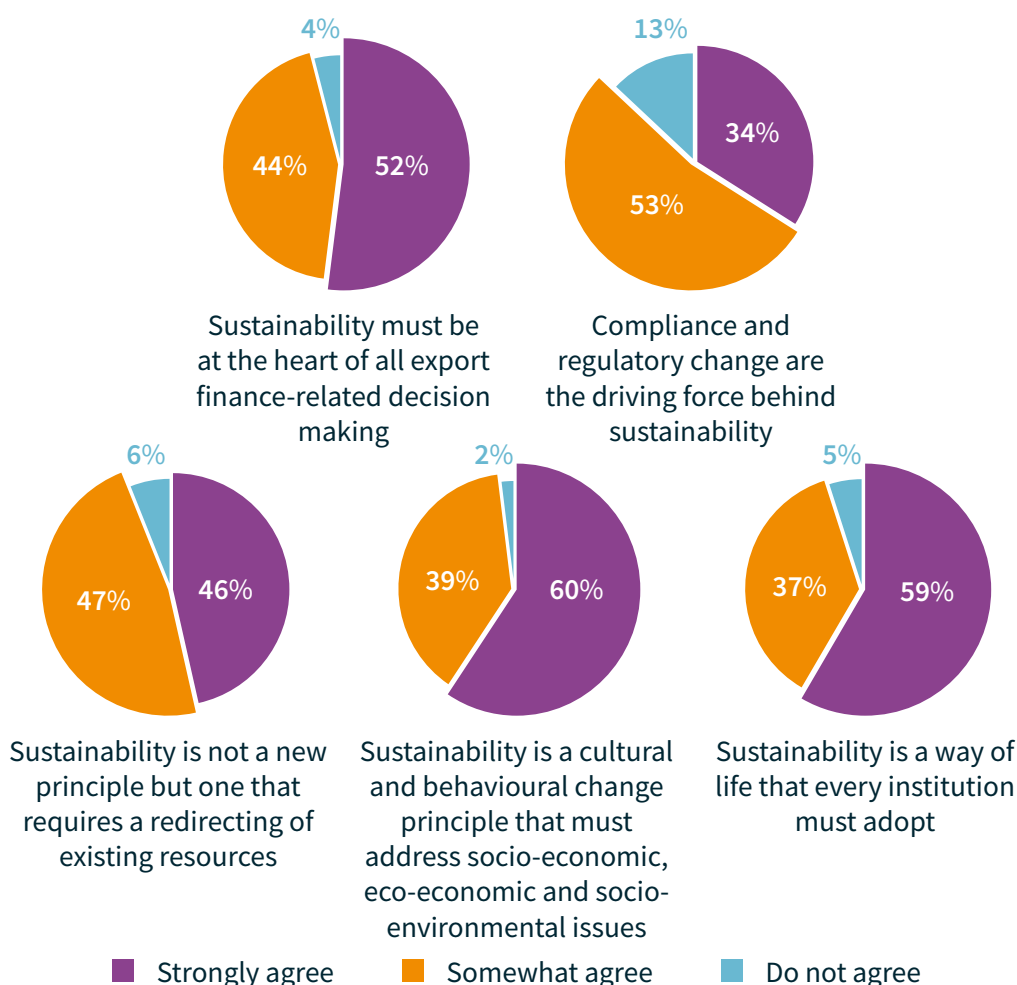 4%
44%
52%
Sustainability must be
at the heart of all export
finance-related decision
making
13%
34%
53%
Compliance and
regulatory change are
the driving force behind
sustainability
6%
47%
46%
Sustainability is not a new
principle but one that
requires a redirecting of
existing resources
2%
39%
60%
Sustainability is a cultural
and behavioural change
principle that must
address socio-economic,
eco-economic and socio-
environmental issues
5%
37%
59%
Sustainability is a way of
life that every institution
must adopt
Strongly agree
Somewhat agree
Do not agree